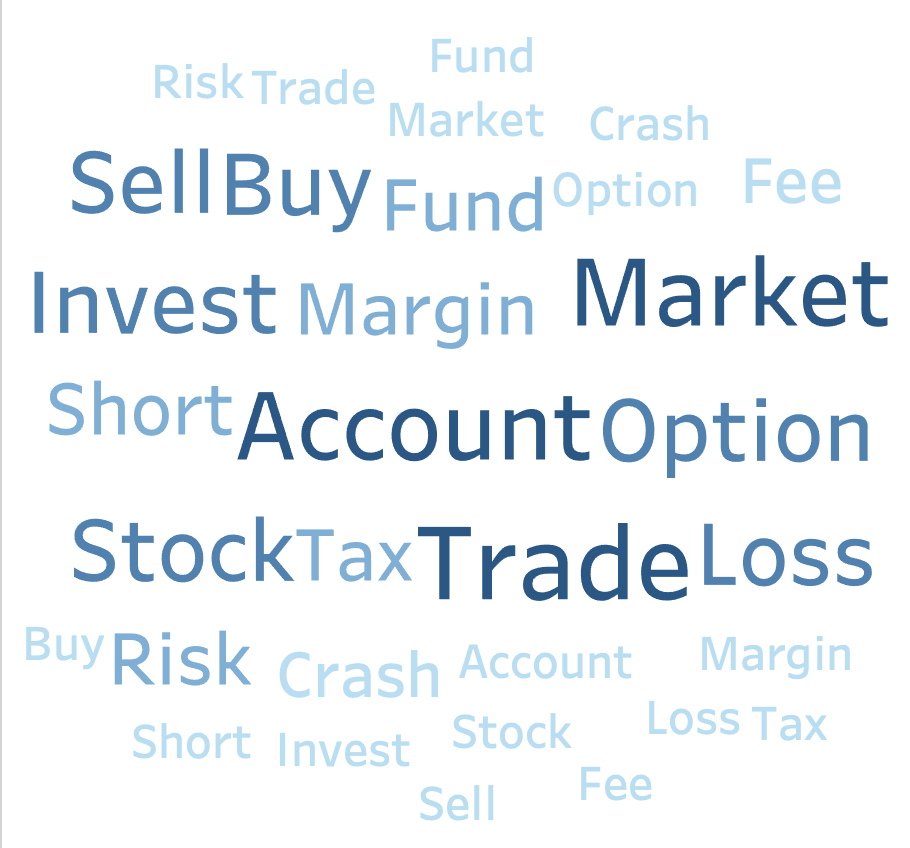 Fund
Risk Trade
Market Crash
Sell Buy Fund Option Fee
Invest Margin Market
Short Account Option
Stock Tax Trade Loss
Buy Risk Crash Account Margin
Short Invest Stock Loss Tax
Sell Fee